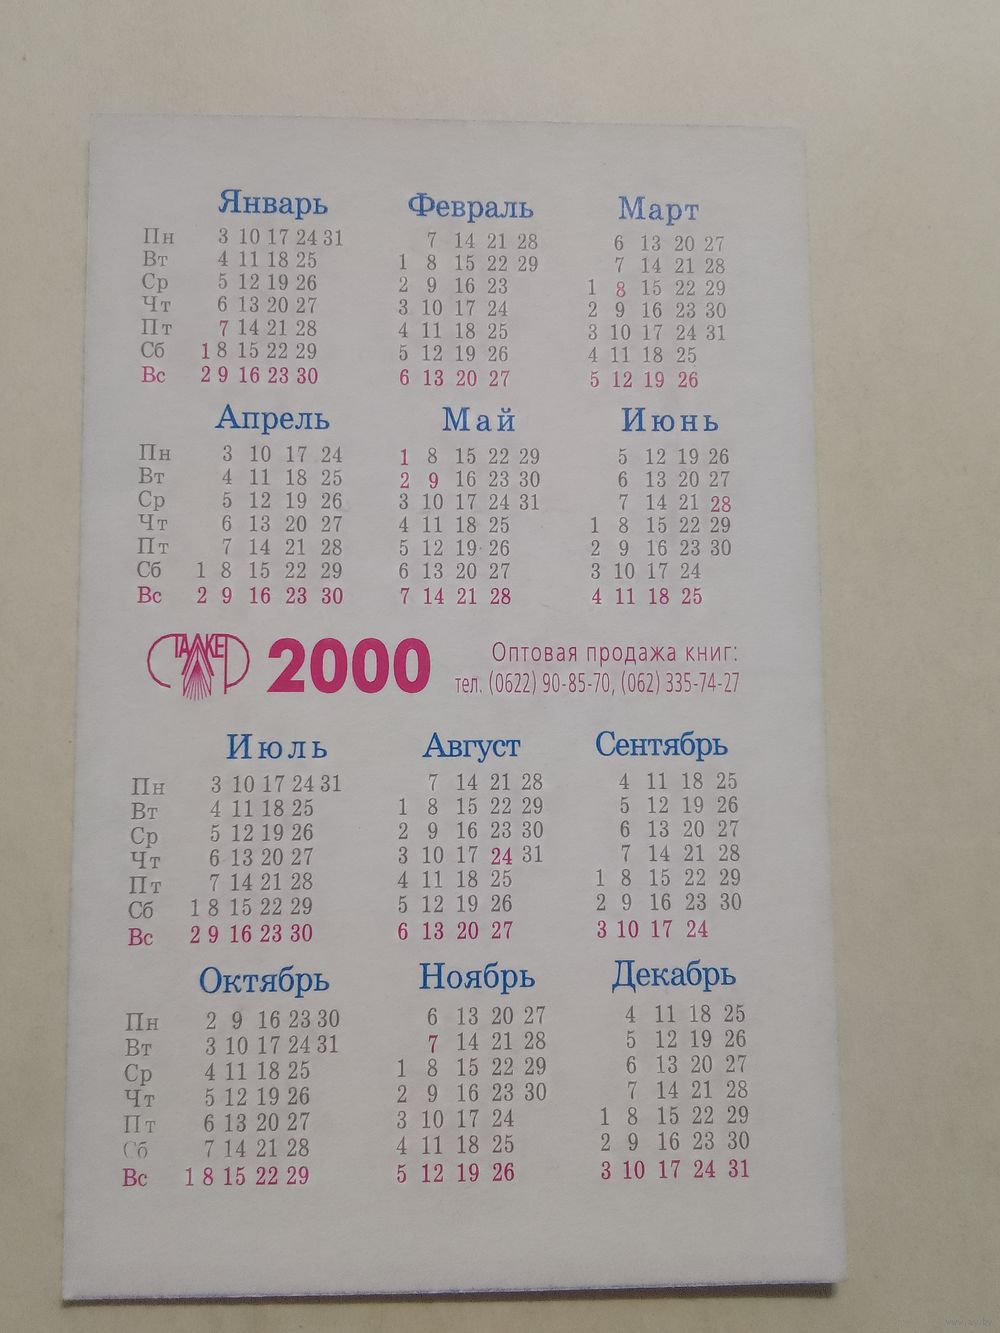 Январь Февраль Март
Пн 3 10 17 24 31 7 14 21 28 6 13 20 27
Вт 4 11 18 25 1 8 15 22 29 7 14 21 28
Ср 5 12 19 26 2 9 16 23 1 8 15 22 29
Чт 6 13 20 27 3 10 17 24 2 9 16 23 30
Пт 7 14 21 28 4 11 18 25 3 10 17 24 31
Сб 1 8 15 22 29 5 12 19 26 4 11 18 25
Вс 2 9 16 23 30 6 13 20 27 5 12 19 26
Апрель Май Июнь
Пн 3 10 17 24 1 8 15 22 29 5 12 19 26
Вт 4 11 18 25 2 9 16 23 30 6 13 20 27
Ср 5 12 19 26 3 10 17 24 31 7 14 21 28
Чт 6 13 20 27 4 11 18 25 1 8 15 22 29
Пт 7 14 21 28 5 12 19 26 2 9 16 23 30
Сб 1 8 15 22 29 6 13 20 27 3 10 17 24
Вс 2 9 16 23 30 7 14 21 28 4 11 18 25
СТАЛКЕР 2000 Оптовая продажа книг:
тел. (0622) 90-85-70, (062) 335-74-27
Июль Август Сентябрь
Пн 3 10 17 24 31 7 14 21 28 4 11 18 25
Вт 4 11 18 25 1 8 15 22 29 5 12 19 26
Ср 5 12 19 26 2 9 16 23 30 6 13 20 27
Чт 6 13 20 27 3 10 17 24 31 7 14 21 28
Пт 7 14 21 28 4 11 18 25 1 8 15 22 29
Сб 1 8 15 22 29 5 12 19 26 2 9 16 23 30
Вс 2 9 16 23 30 6 13 20 27 3 10 17 24
Октябрь Ноябрь Декабрь
Пн 2 9 16 23 30 6 13 20 27 4 11 18 25
Вт 3 10 17 24 31 7 14 21 28 5 12 19 26
Ср 4 11 18 25 1 8 15 22 29 6 13 20 27
Чт 5 12 19 26 2 9 16 23 30 7 14 21 28
Пт 6 13 20 27 3 10 17 24 1 8 15 22 29
Сб 7 14 21 28 4 11 18 25 2 9 16 23 30
Вс 1 8 15 22 29 5 12 19 26 3 10 17 24 31